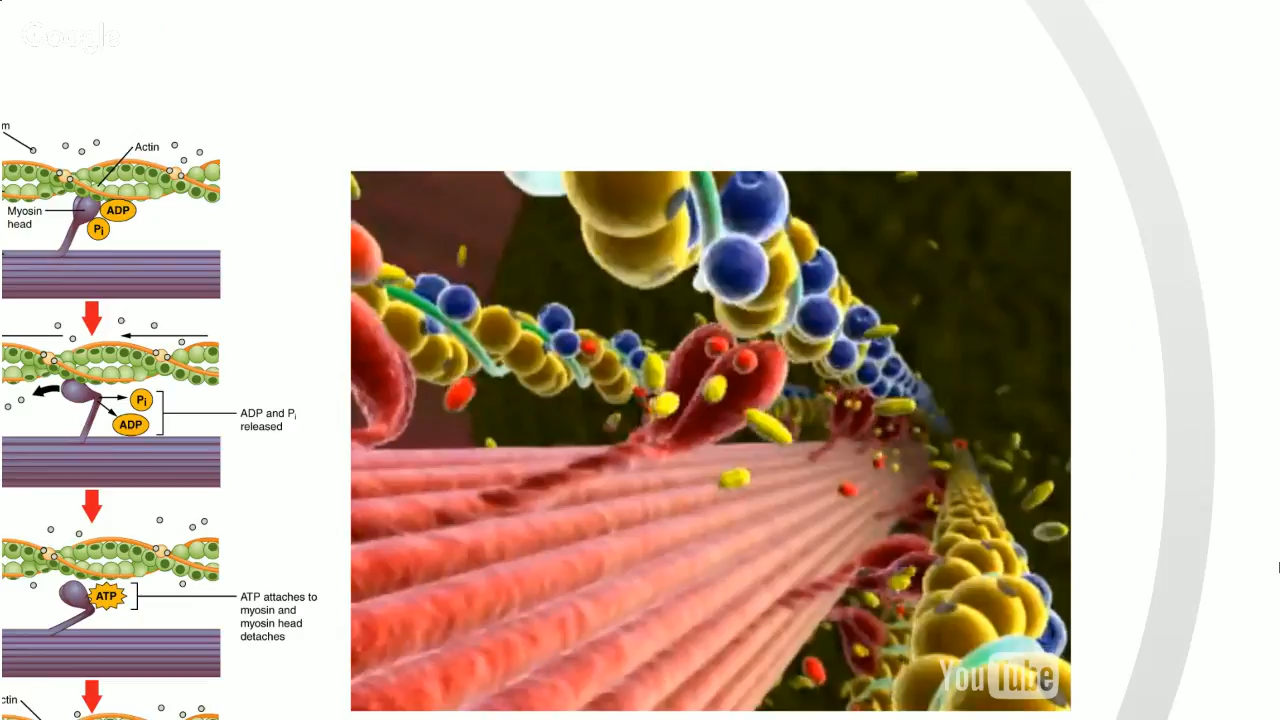 Google
m
Actin
Myosin
head
ADP
Pi
Pi
ADP
ADP and Pi
released
ATP
ATP attaches to
myosin and
myosin head
detaches
ctin
YouTube